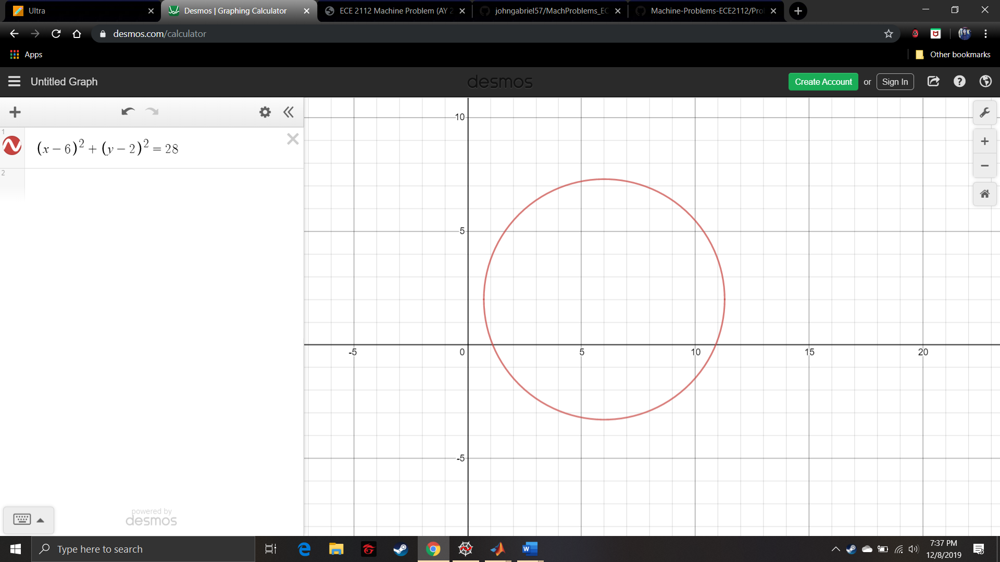 Ultra
Desmos | Graphing Calculator
ECE 2112 Machine Problem (AY 2
johngabriel57/MachProblems_EC
Machine-Problems-ECE2112/Pro
desmos.com/calculator
Apps
Other bookmarks
Untitled Graph
desmos
Create Account or Sign In
1
(x − 6)² + (y − 2)² = 28
2
10
5
-5
0
5
10
15
20
-5
powered by
desmos
Type here to search
7:37 PM
12/8/2019